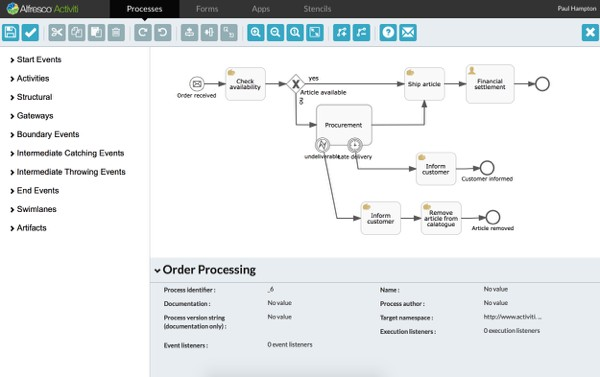 Alfresco Activiti
Processes
Forms
Apps
Stencils
Paul Hampton
Start Events
Activities
Structural
Gateways
Boundary Events
Intermediate Catching Events
Intermediate Throwing Events
End Events
Swimlanes
Artifacts
Order received
Check
availability
yes
Article available
no
Ship article
Financial
settlement
Procurement
undeliverable
Late delivery
Inform
customer
Customer informed
Inform
customer
Remove
article from
calatogue
Article removed
Order Processing
Process identifier : _6
Name : No value
Documentation : No value
Process author : No value
Process version string
(documentation only) : No value
Target namespace : http://www.activiti. ...
Execution listeners : 0 execution listeners
Event listeners : 0 event listeners